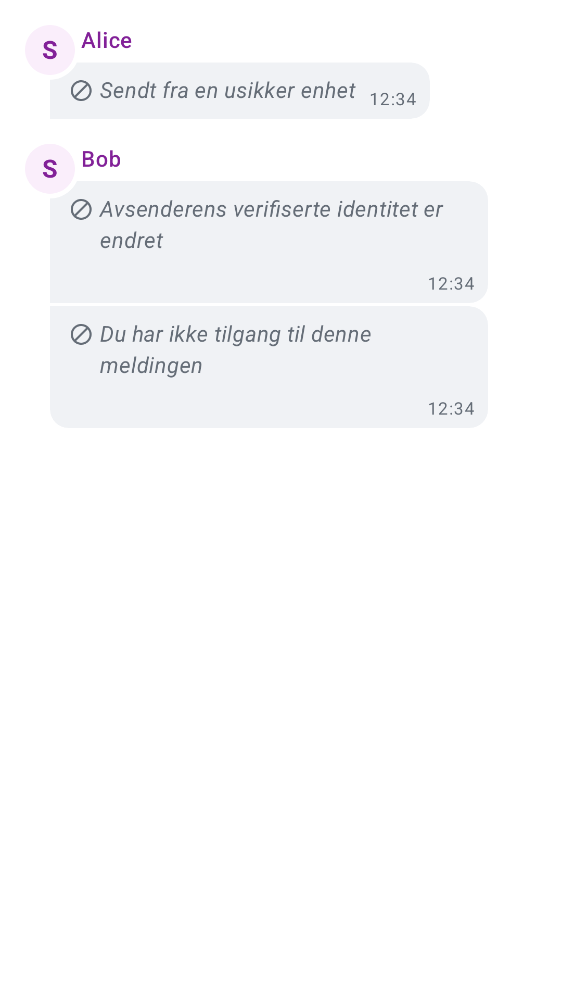 S Alice
Sendt fra en usikker enhet 12:34
S Bob
Avsenderens verifiserte identitet er
endret
12:34
Du har ikke tilgang til denne
meldingen
12:34